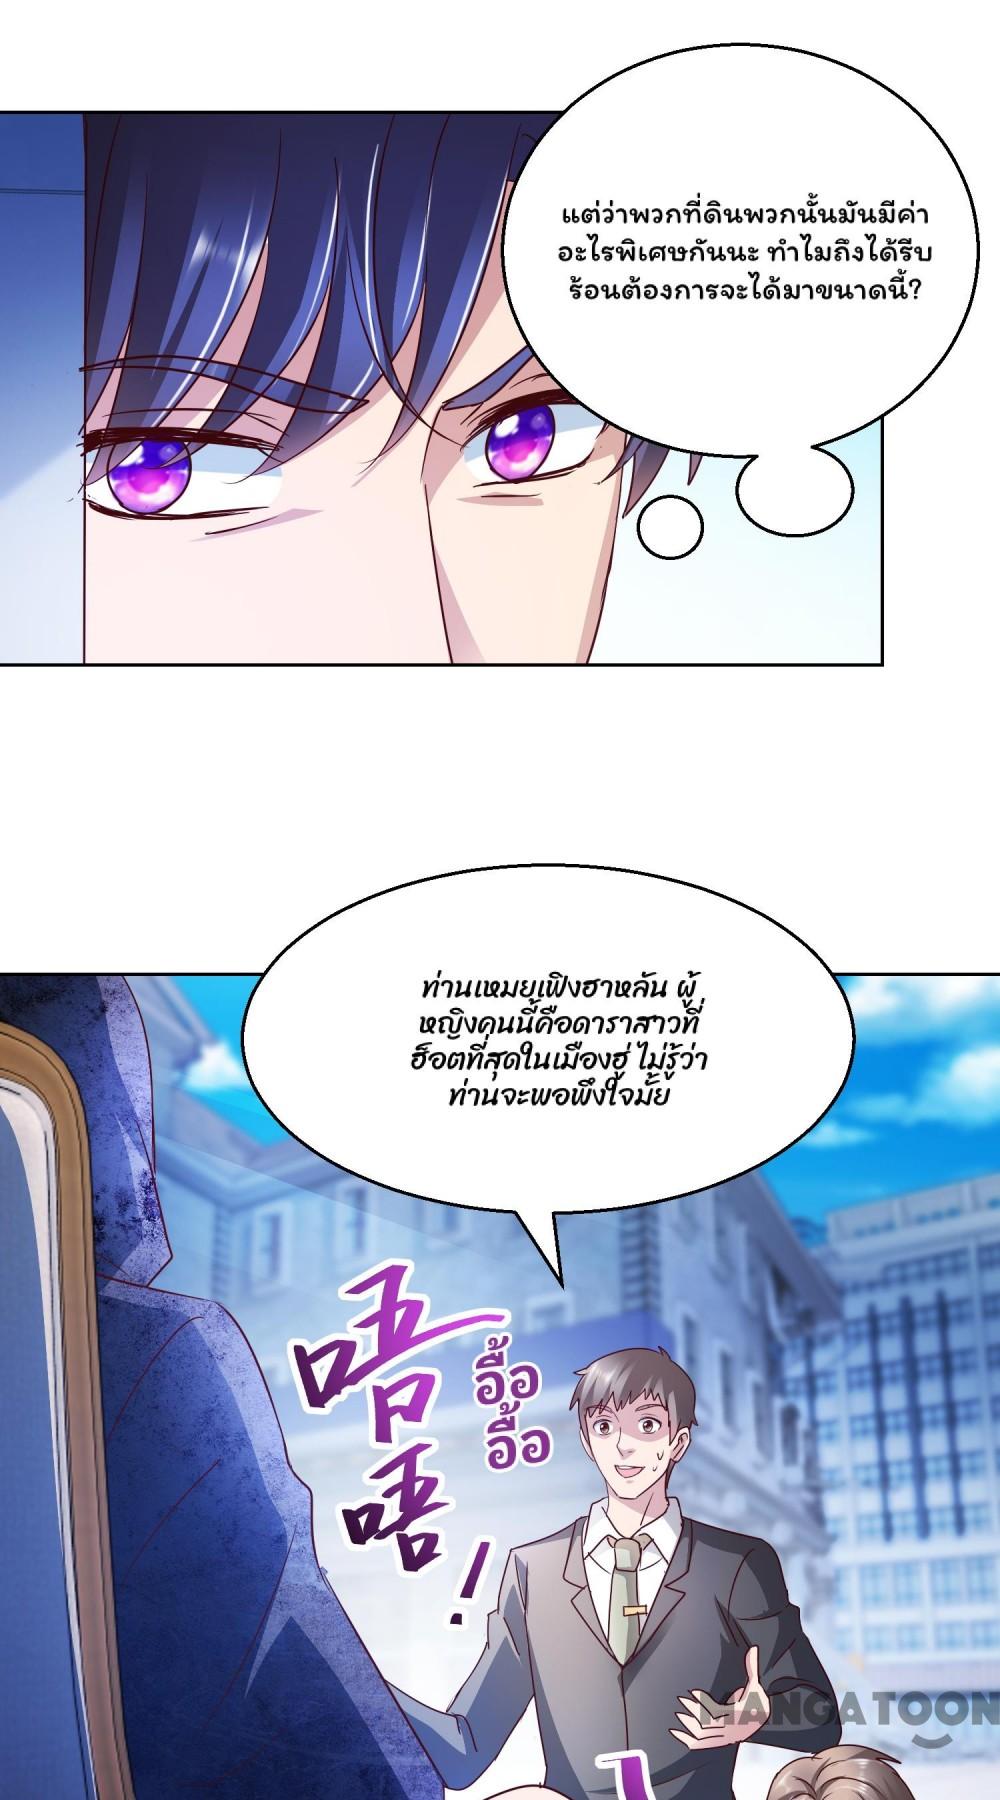 แต่ว่าพวกที่ดินพวกนั้นมันมีค่า
อะไรพิเศษกันนะ ทำไมถึงได้รีบ
ร้อนต้องการจะได้มาขนาดนี้?
ท่านเหมยเฟิงฮาหลัน ผู้
หญิงคนนี้คือดาราสาวที่
ฮ็อตที่สุดในเมืองฮู่ ไม่รู้ว่า
ท่านจะพอพึงใจมั้ย
唔
唔!
อื้อ
อื้อ
MANGATOON